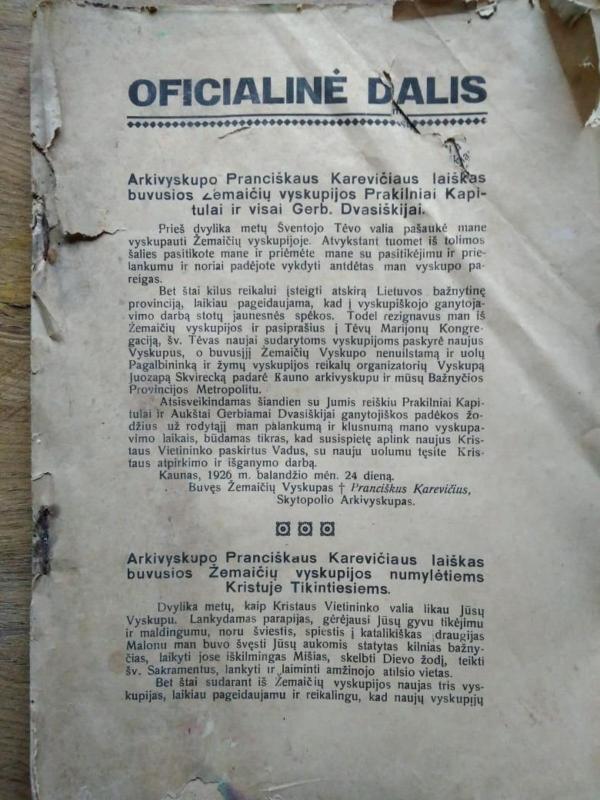 OFICIALINĖ DALIS
Arkivyskupo Pranciškaus Karevičiaus laiškas
buvusios Žemaičių vyskupijos Prakilniai Kapi-
tulai ir visai Gerb. Dvasiškijai.
Prieš dvylika metų Šventojo Tėvo valia pašaukė mane
vyskupauti Žemaičių vyskupijoje. Atvykstant tuomet iš tolimos
šalies pasitikote mane ir priėmėte mane su pasitikėjimu ir prie-
lankumu ir noriai padėjote vykdyti antdėtas man vyskupo pa-
reigas.
Bet štai kilus reikalui įsteigti atskirą Lietuvos bažnytinę
provinciją, laikiau pageidaujama, kad į vyskupiškojo ganytoja-
vimo darbą stotų jaunesnės spėkos. Todel rezignavus man iš
Žemaičių vyskupijos ir pasiprašius į Tėvų Marijonų Kongre-
gaciją, šv. Tėvas naujai sudarytoms vyskupijoms paskyrė naujus
Vyskupus, o buvusįjį Žemaičių Vyskupo nenuilstamą ir uolų
Pagalbininką ir žymų vyskupijos reikalų organizatorių Vyskupą
Juozapą Skvirecką padarė Kauno arkivyskupu ir mūsų Bažnyčios
Provincijos Metropolitu.
Atsisveikindamas šiandien su Jumis reiškiu Prakilniai Kapi-
tulai ir Aukštai Gerbiamai Dvasiškijai ganytojiškos padėkos žo-
džius už rodytąjį man palankumą ir klusnumą mano vyskupa-
vimo laikais, būdamas tikras, kad susispietę aplink naujus Kris-
taus Vietininko paskirtus Vadus, su nauju uolumu tęsite Kris-
taus atpirkimo ir išganymo darbą.
Kaunas, 1926 m. balandžio mėn. 24 dieną.
Buvęs Žemaičių Vyskupas † Pranciškus Karevičius,
Skytopolio Arkivyskupas.
Arkivyskupo Pranciškaus Karevičiaus laiškas
buvusios Žemaičių vyskupijos numylėtiems
Kristuje Tikintiesiems.
Dvylika metų, kaip Kristaus Vietininko valia likau Jūsų
Vyskupu. Lankydamas parapijas, gėrėjausi Jūsų gyvu tikėjimu
ir maldingumu, noru šviestis, spiestis į katalikiškas draugijas
Malonu man buvo švęsti Jūsų aukomis statytas kilnias bažny-
čias, laikyti jose iškilmingas Mišias, skelbti Dievo žodį, teikti
šv. Sakramentus, lankyti ir laiminti amžinojo atilsio vietas.
Bet štai sudarant iš Žemaičių vyskupijos naujas tris vys-
kupijas, laikiau pageidaujamu ir reikalingu, kad naujų vyskupijų